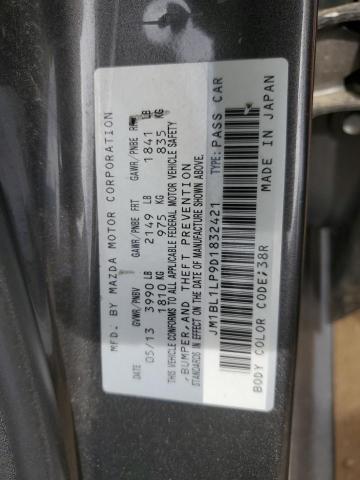 MFD. BY MAZDA MOTOR CORPORATION
DATE GVWR/PNBV GAWR/PNBE FRT GAWR/PNBE
05/13 3990 LB 2149 LB 1841 LB
1810 KG 975 KG 835 KG
THIS VEHICLE CONFORMS TO ALL APPLICABLE FEDERAL MOTOR VEHICLE SAFETY
,BUMPER,AND THEFT PREVENTION
STANDARDS IN EFFECT ON THE DATE OF MANUFACTURE SHOWN ABOVE.
JM1BL1LP9D1832421 TYPE:PASS CAR
BODY COLOR CODE;38R MADE IN JAPAN